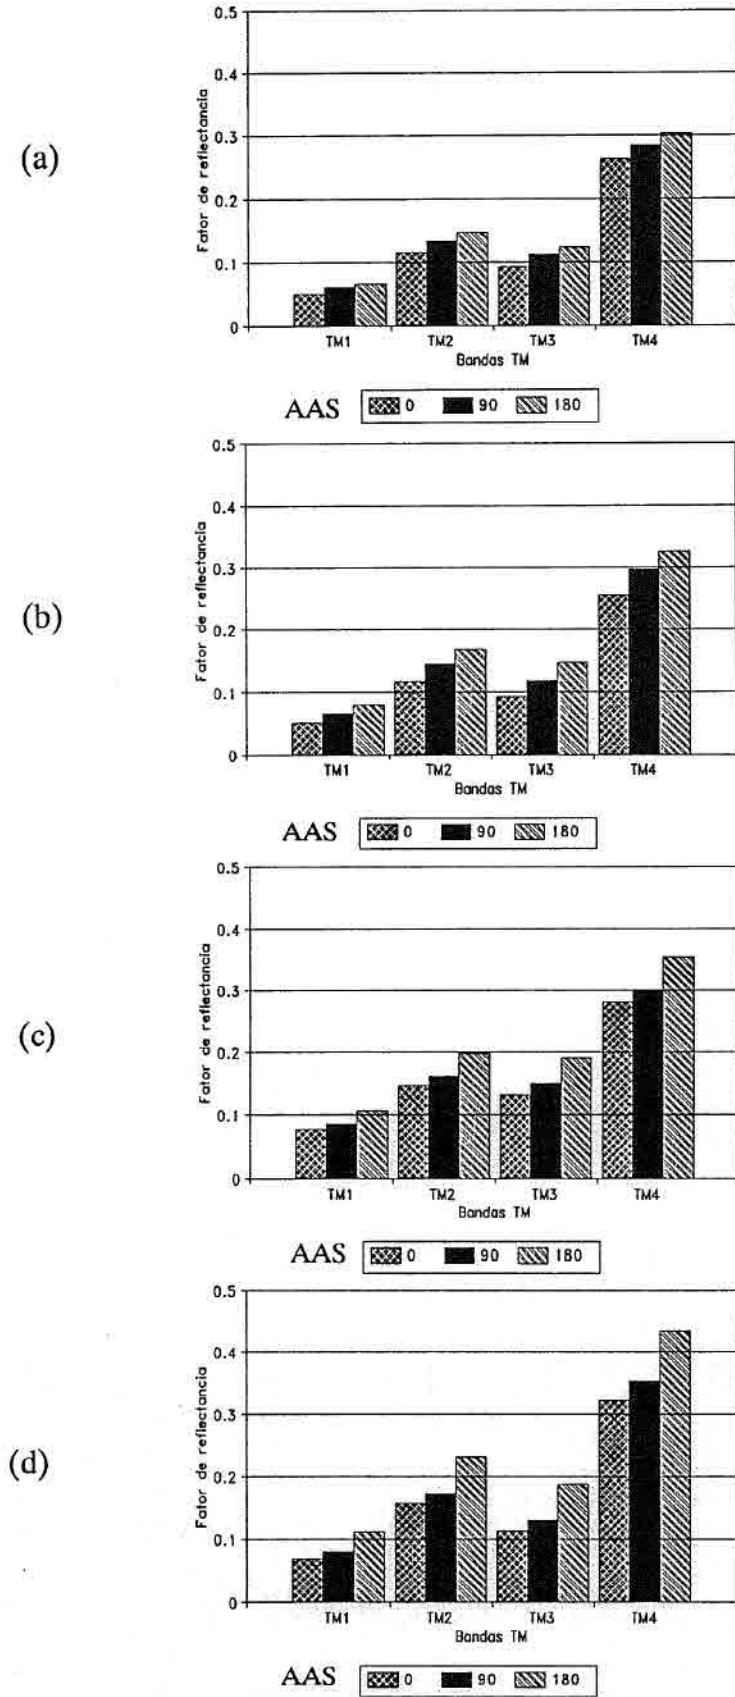 (a)
Fator de reflectancia
0.5
0.4
0.3
0.2
0.1
0
TM1 TM2 TM3 TM4
Bandas TM
AAS 0 90 180
(b)
Fator de reflectancia
0.5
0.4
0.3
0.2
0.1
0
TM1 TM2 TM3 TM4
Bandas TM
AAS 0 90 180
(c)
Fator de reflectancia
0.5
0.4
0.3
0.2
0.1
0
TM1 TM2 TM3 TM4
Bandas TM
AAS 0 90 180
(d)
Fator de reflectancia
0.5
0.4
0.3
0.2
0.1
0
TM1 TM2 TM3 TM4
Bandas TM
AAS 0 90 180